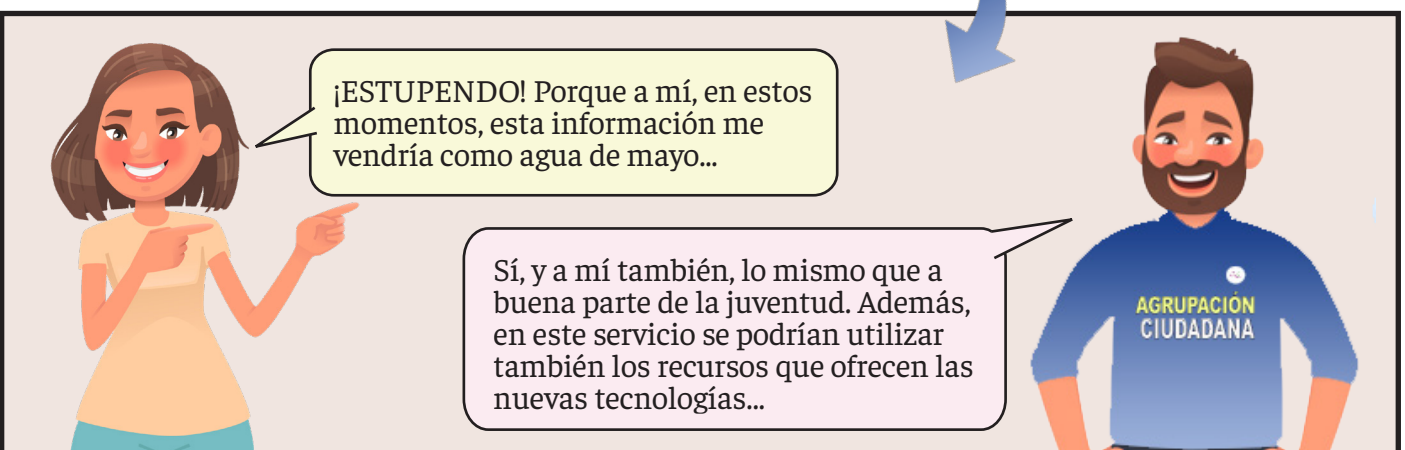 ¡ESTUPENDO! Porque a mí, en estos
momentos, esta información me
vendría como agua de mayo...
Sí, y a mí también, lo mismo que a
buena parte de la juventud. Además,
en este servicio se podrían utilizar
también los recursos que ofrecen las
nuevas tecnologías...
AGRUPACIÓN
CIUDADANA